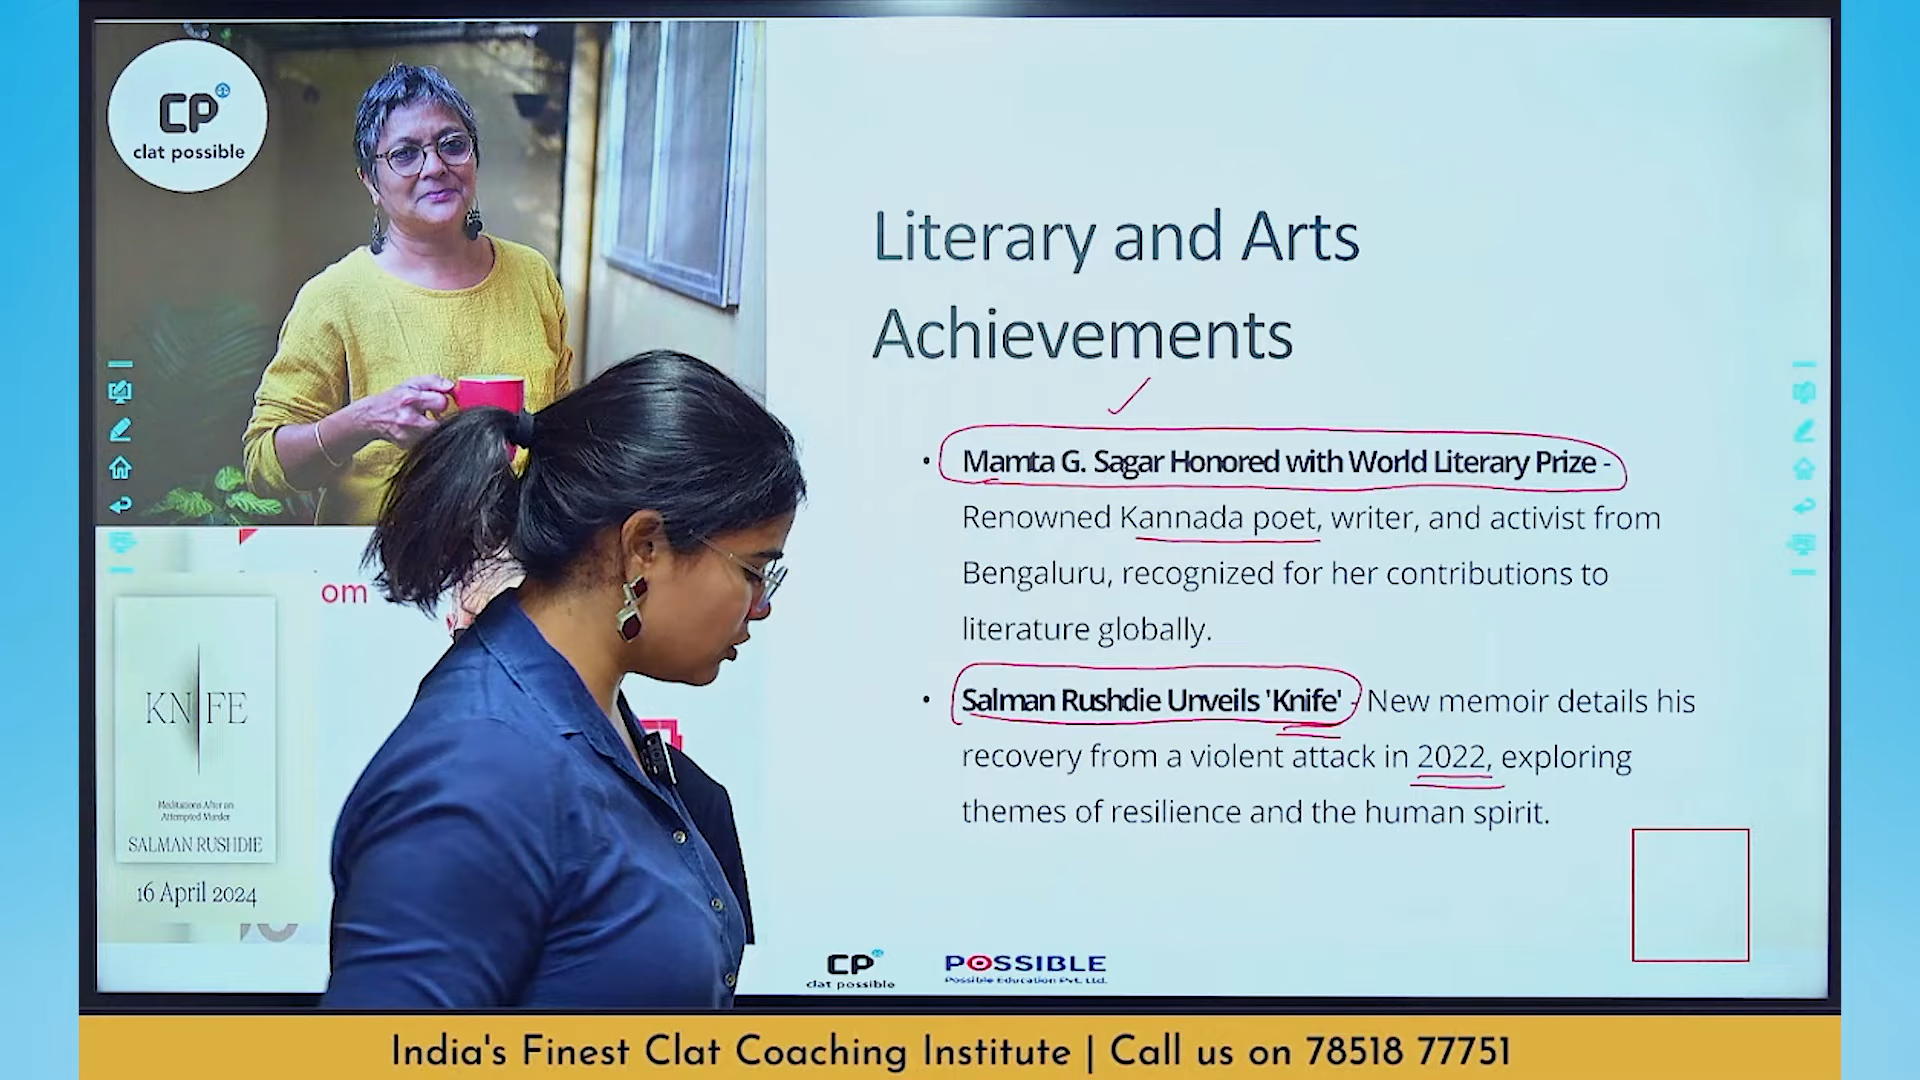 CP
clat possible
Literary and Arts
Achievements
• Mamta G. Sagar Honored with World Literary Prize -
Renowned Kannada poet, writer, and activist from
Bengaluru, recognized for her contributions to
literature globally.
• Salman Rushdie Unveils 'Knife' - New memoir details his
recovery from a violent attack in 2022, exploring
themes of resilience and the human spirit.
om
KNIFE
Meditations After an
Attempted Murder
SALMAN RUSHDIE
16 April 2024
CP
clat possible
POSSIBLE
Possible Education Pvt. Ltd.
India's Finest Clat Coaching Institute | Call us on 78518 77751